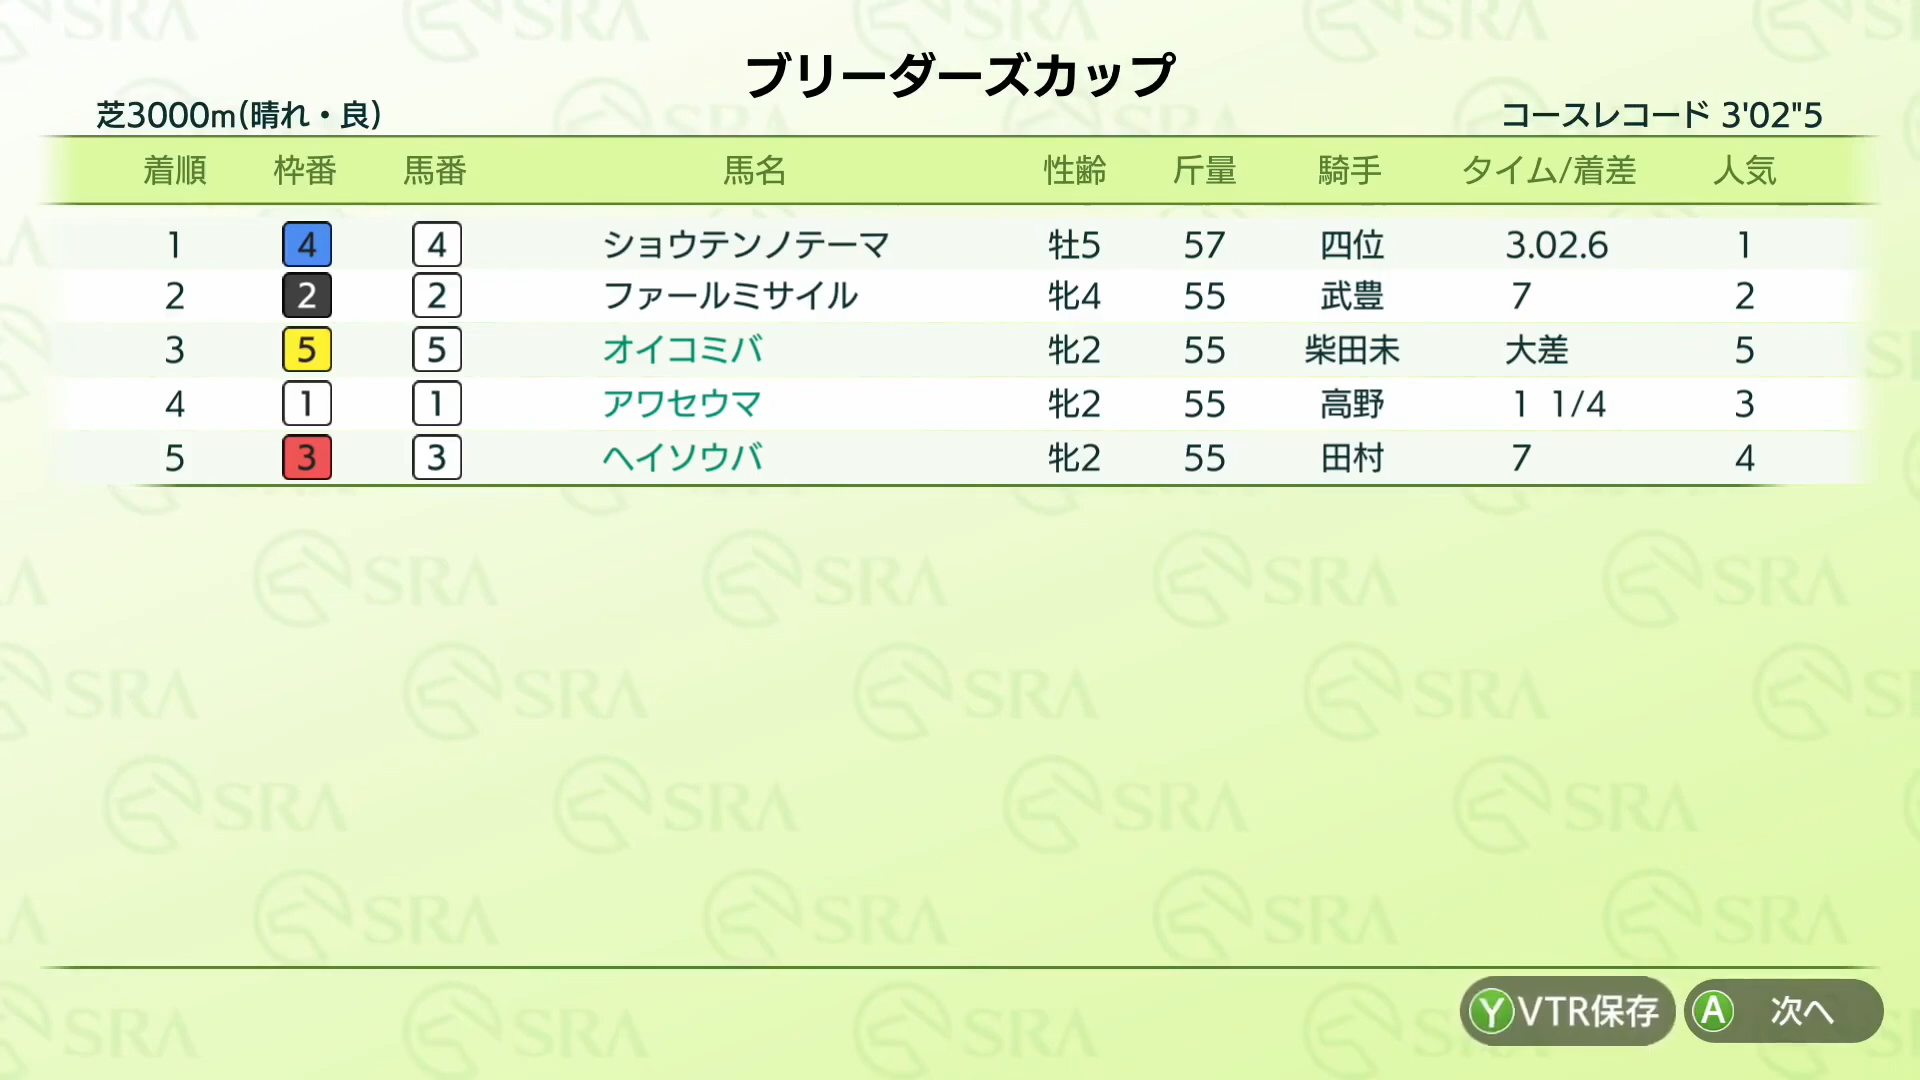 ブリーダーズカップ
芝3000m(晴れ・良) コースレコード 3'02"5
着順 枠番 馬番 馬名 性齢 斤量 騎手 タイム/着差 人気
1 4 4 ショウテンノテーマ 牡5 57 四位 3.02.6 1
2 2 2 ファールミサイル 牝4 55 武豊 7 2
3 5 5 オイコミバ 牝2 55 柴田未 大差 5
4 1 1 アワセウマ 牝2 55 高野 1 1/4 3
5 3 3 ヘイソウバ 牝2 55 田村 7 4
Y VTR保存 A 次へ
SRA